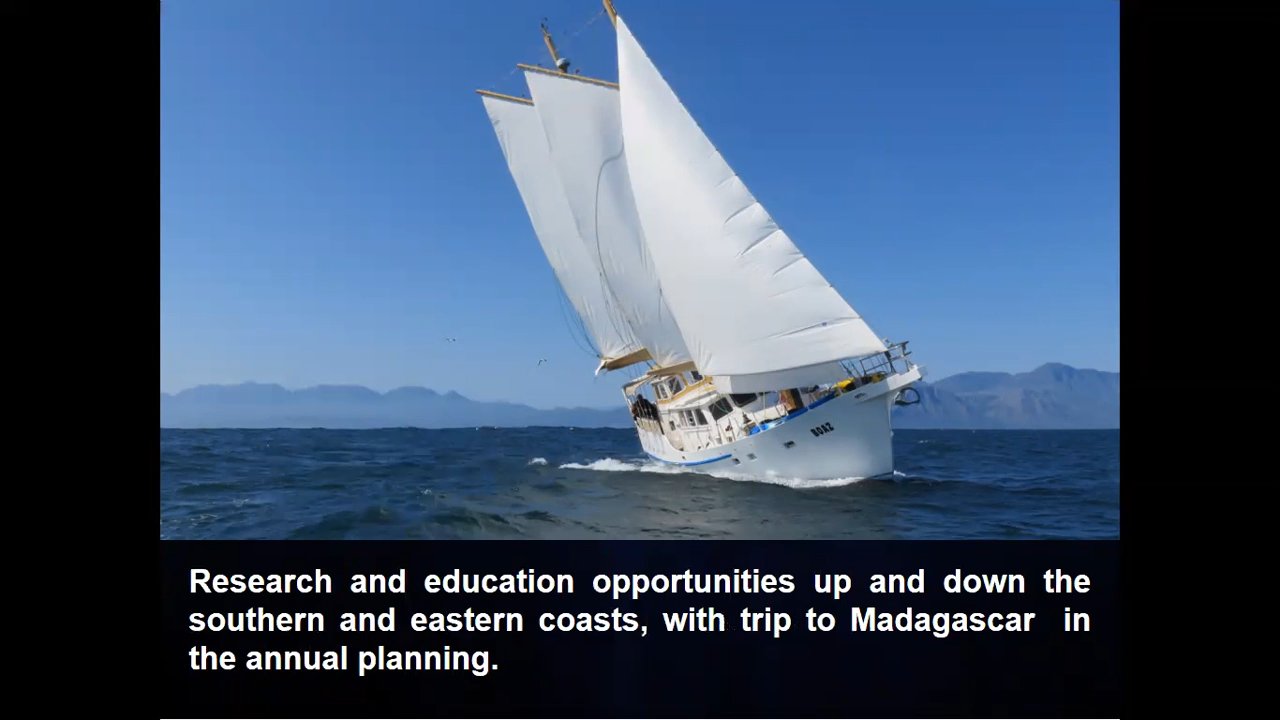 BOAZ
Research and education opportunities up and down the
southern and eastern coasts, with trip to Madagascar in
the annual planning.